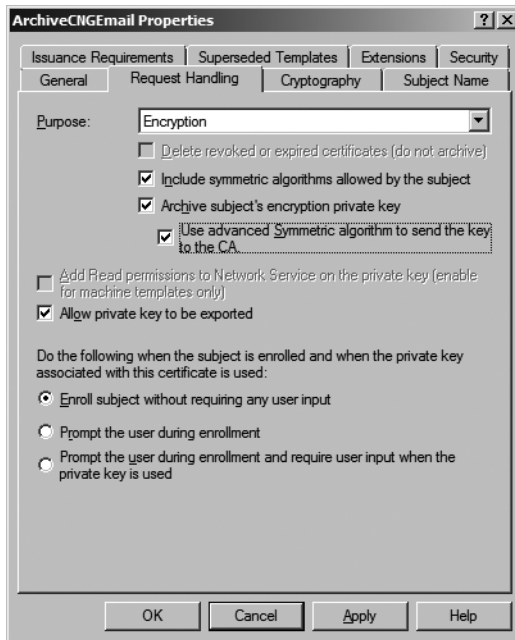 ArchiveCNGEmail Properties
Issuance Requirements Superseded Templates Extensions Security
General Request Handling Cryptography Subject Name
Purpose: Encryption
Delete revoked or expired certificates (do not archive)
Include symmetric algorithms allowed by the subject
Archive subject's encryption private key
Use advanced Symmetric algorithm to send the key
to the CA.
Add Read permissions to Network Service on the private key (enable
for machine templates only)
Allow private key to be exported
Do the following when the subject is enrolled and when the private key
associated with this certificate is used:
Enroll subject without requiring any user input
Prompt the user during enrollment
Prompt the user during enrollment and require user input when the
private key is used
OK Cancel Apply Help